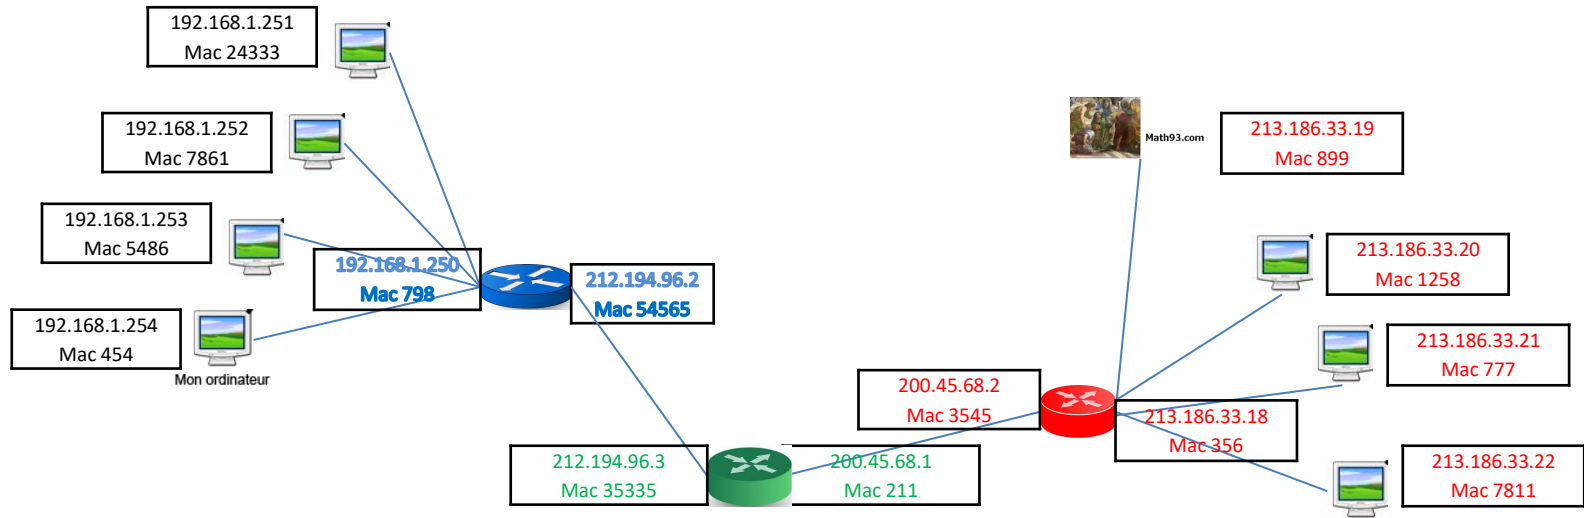 192.168.1.251
Mac 24333
192.168.1.252
Mac 7861
192.168.1.253
Mac 5486
192.168.1.254
Mac 454
Mon ordinateur
192.168.1.250
Mac 798
212.194.96.2
Mac 54565
212.194.96.3
Mac 35335
200.45.68.1
Mac 211
200.45.68.2
Mac 3545
213.186.33.18
Mac 356
Math93.com
213.186.33.19
Mac 899
213.186.33.20
Mac 1258
213.186.33.21
Mac 777
213.186.33.22
Mac 7811